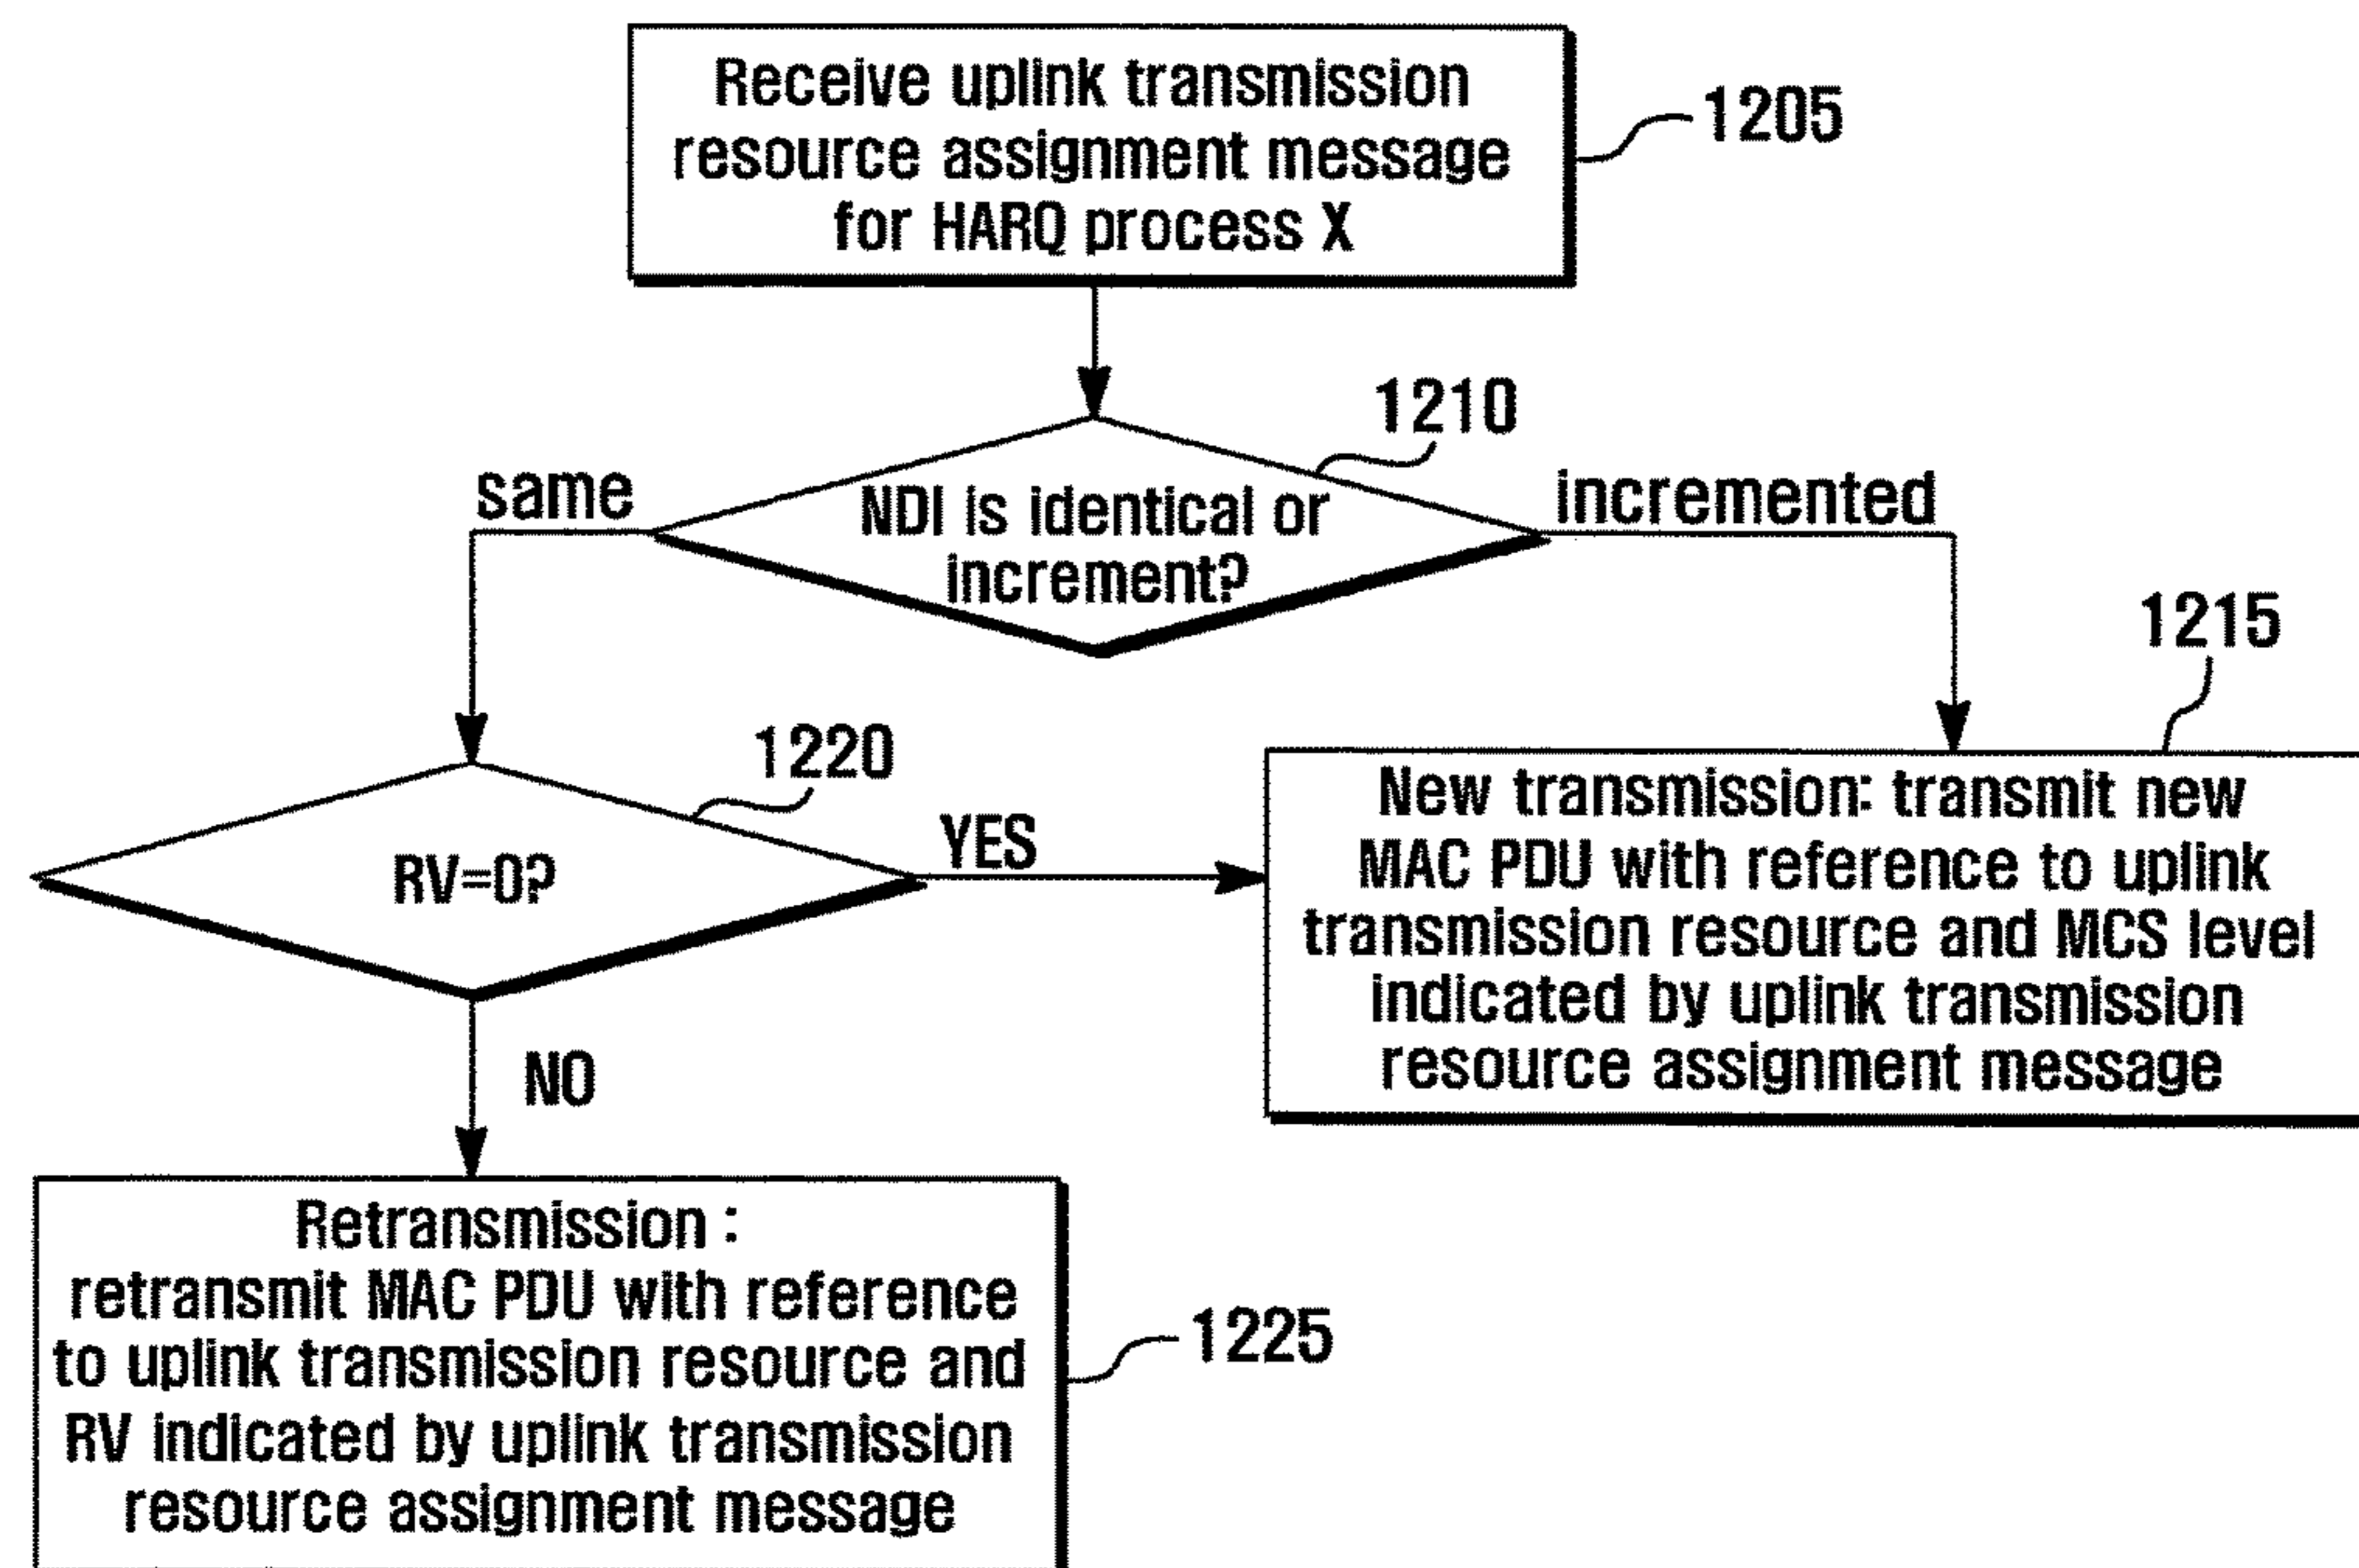 Receive uplink transmission
resource assignment message
for HARQ process X
1205
1210
same
NDI is identical or
increment?
incremented
1215
1220
RV=0?
YES
New transmission: transmit new
MAC PDU with reference to uplink
transmission resource and MCS level
indicated by uplink transmission
resource assignment message
NO
Retransmission :
retransmit MAC PDU with reference
to uplink transmission resource and
RV indicated by uplink transmission
resource assignment message
1225